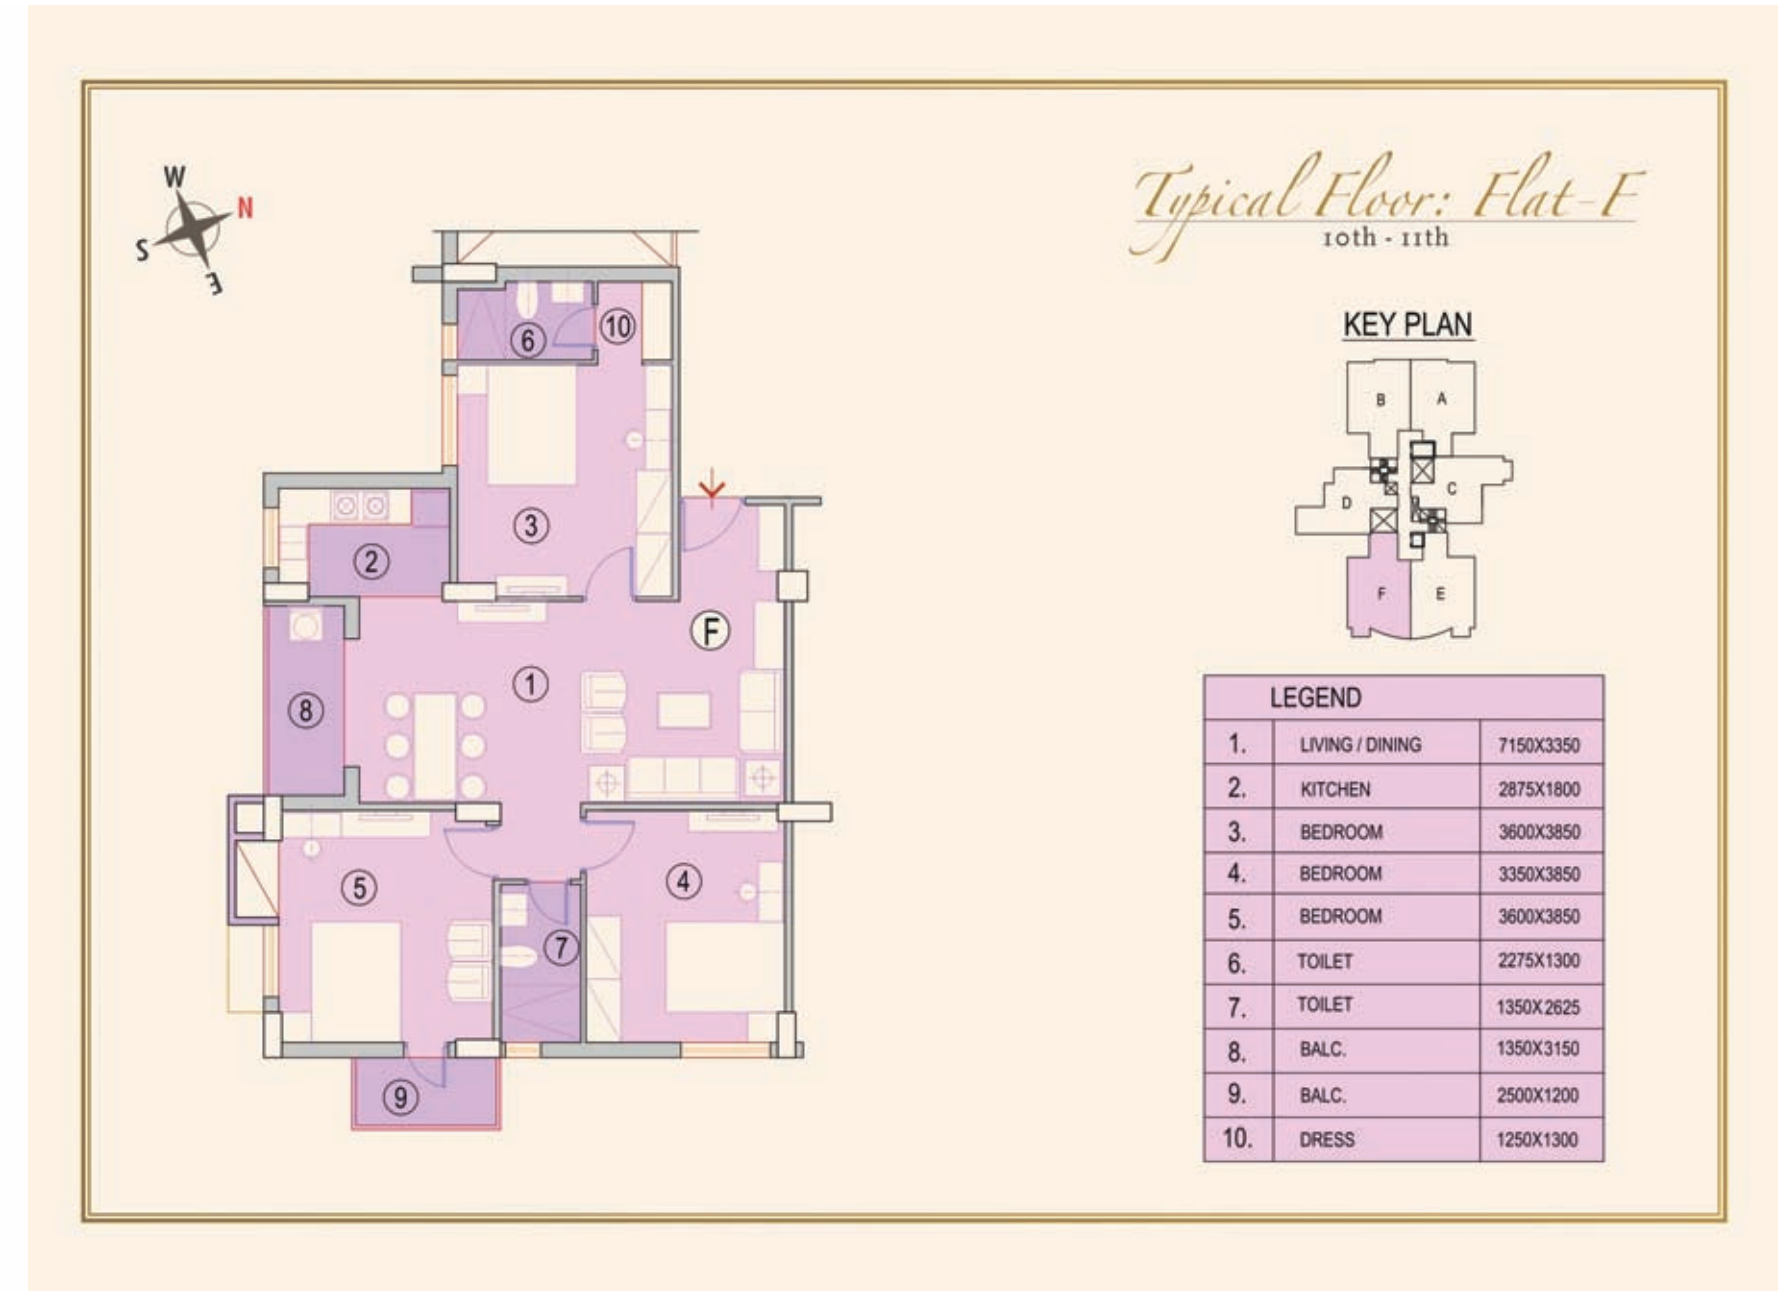 Typical Floor: Flat-F
10th - 11th
W
N
S
E
KEY PLAN
B A
D C
F E
6
10
3
2
F
1
8
5
4
7
9
LEGEND
1. LIVING / DINING 7150X3350
2. KITCHEN 2875X1800
3. BEDROOM 3600X3850
4. BEDROOM 3350X3850
5. BEDROOM 3600X3850
6. TOILET 2275X1300
7. TOILET 1350X2625
8. BALC. 1350X3150
9. BALC. 2500X1200
10. DRESS 1250X1300